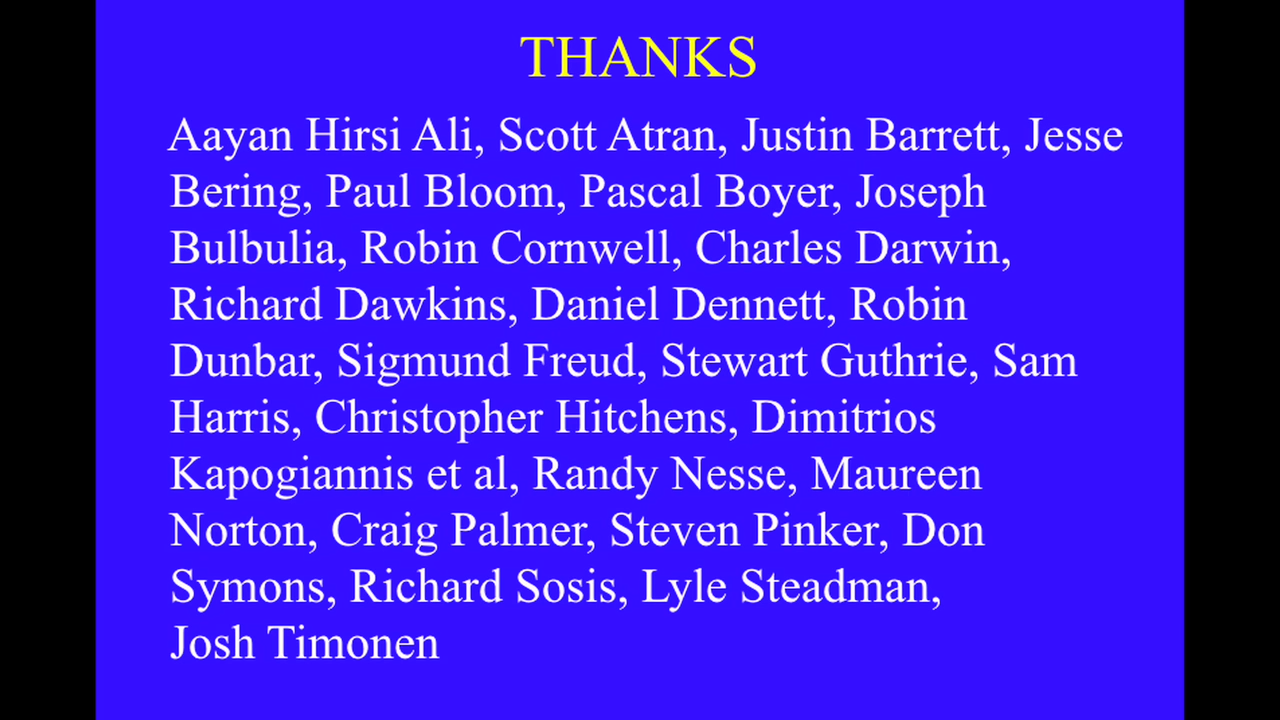 THANKS
Aayan Hirsi Ali, Scott Atran, Justin Barrett, Jesse
Bering, Paul Bloom, Pascal Boyer, Joseph
Bulbulia, Robin Cornwell, Charles Darwin,
Richard Dawkins, Daniel Dennett, Robin
Dunbar, Sigmund Freud, Stewart Guthrie, Sam
Harris, Christopher Hitchens, Dimitrios
Kapogiannis et al, Randy Nesse, Maureen
Norton, Craig Palmer, Steven Pinker, Don
Symons, Richard Sosis, Lyle Steadman,
Josh Timonen